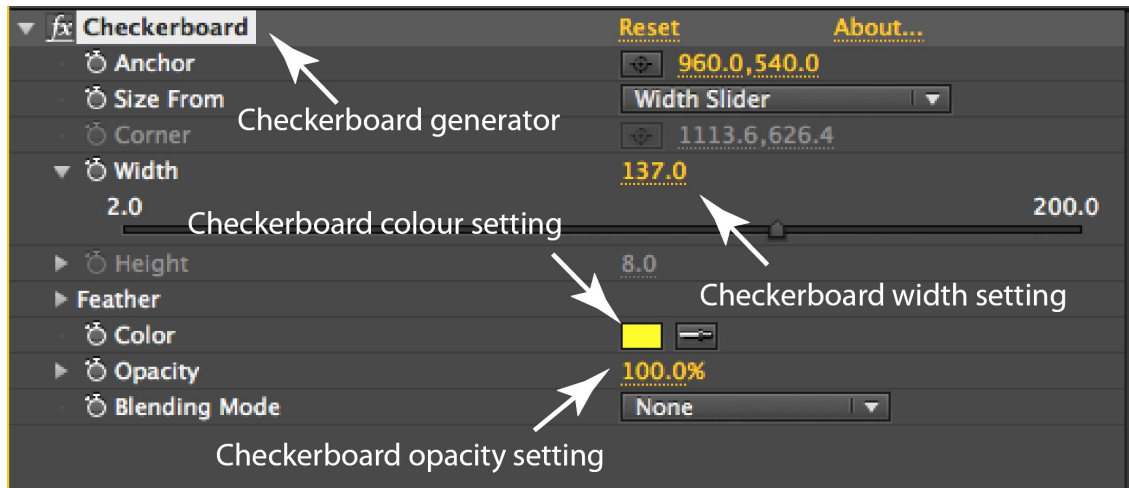 fx Checkerboard Reset About...
Anchor 960.0,540.0
Size From Width Slider
Checkerboard generator
Corner 1113.6,626.4
Width 137.0
2.0 200.0
Checkerboard colour setting
Height 8.0
Checkerboard width setting
Feather
Color
Opacity 100.0%
Blending Mode None
Checkerboard opacity setting